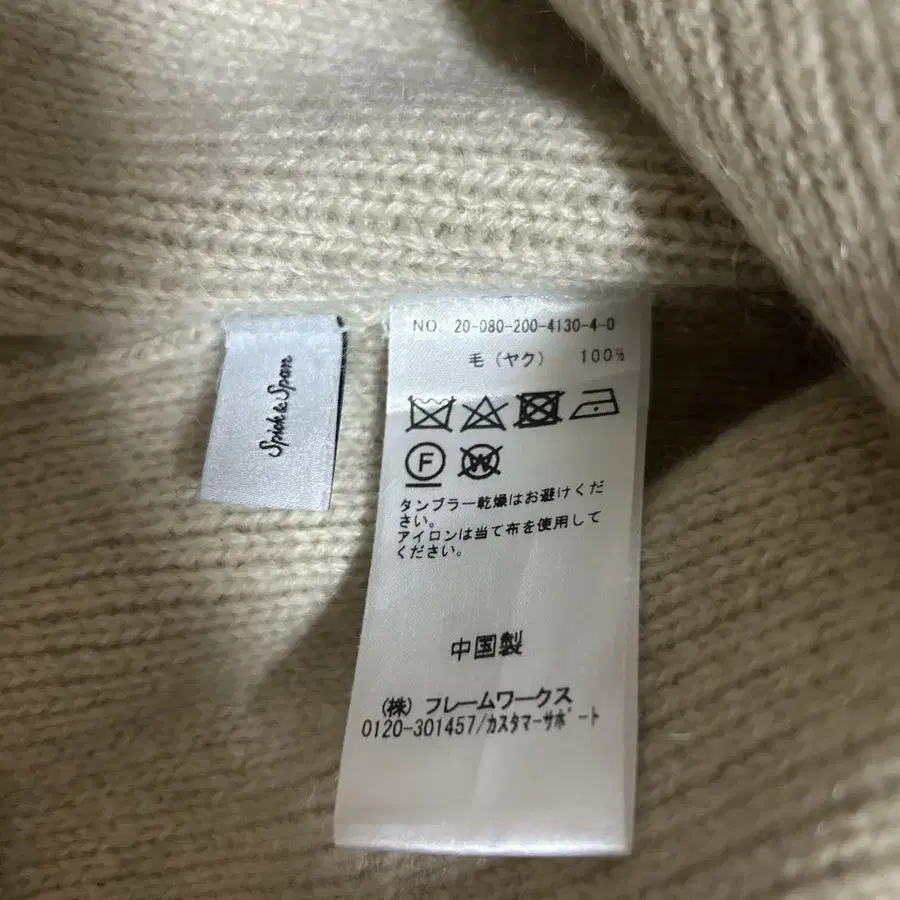 Spick & Span
NO. 20-080-200-4130-4-0
毛（ヤク） 100%
F
W
タンブラー乾燥はお避けくだ
さい。
アイロンは当て布を使用して
ください。
中国製
（株）フレームワークス
0120-301457/カスタマーサポート